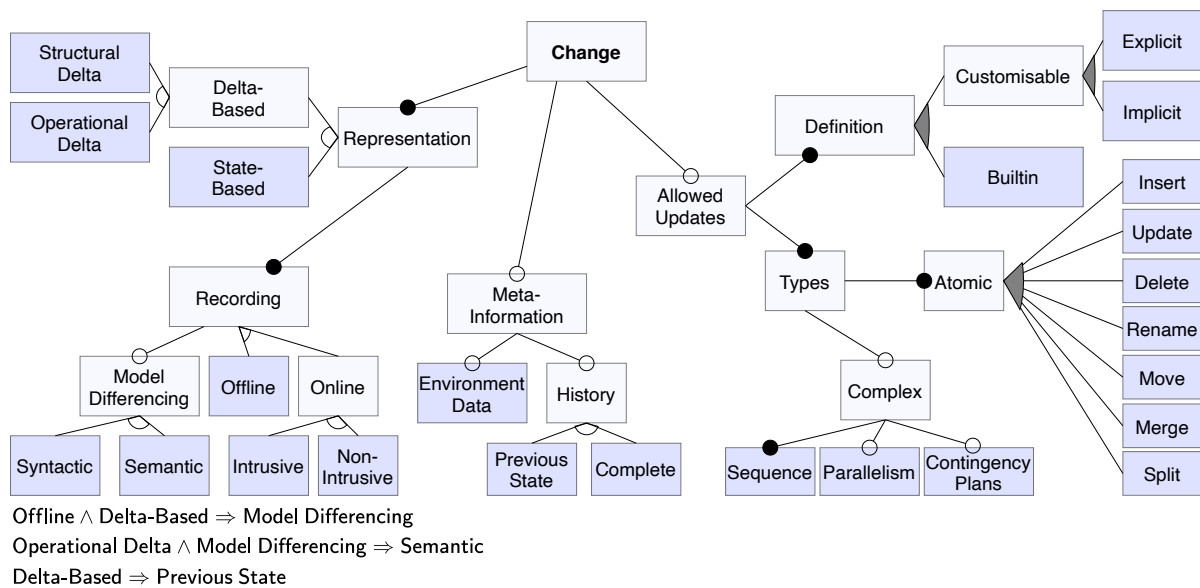 Change
Structural
Delta
Operational
Delta
Delta-
Based
State-
Based
Representation
Definition
Customisable
Explicit
Implicit
Builtin
Allowed
Updates
Types
Atomic
Insert
Update
Delete
Rename
Move
Merge
Split
Recording
Meta-
Information
Model
Differencing
Offline
Online
Environment
Data
History
Complex
Syntactic
Semantic
Intrusive
Non-
Intrusive
Previous
State
Complete
Sequence
Parallelism
Contingency
Plans
Offline ∧ Delta-Based ⇒ Model Differencing
Operational Delta ∧ Model Differencing ⇒ Semantic
Delta-Based ⇒ Previous State